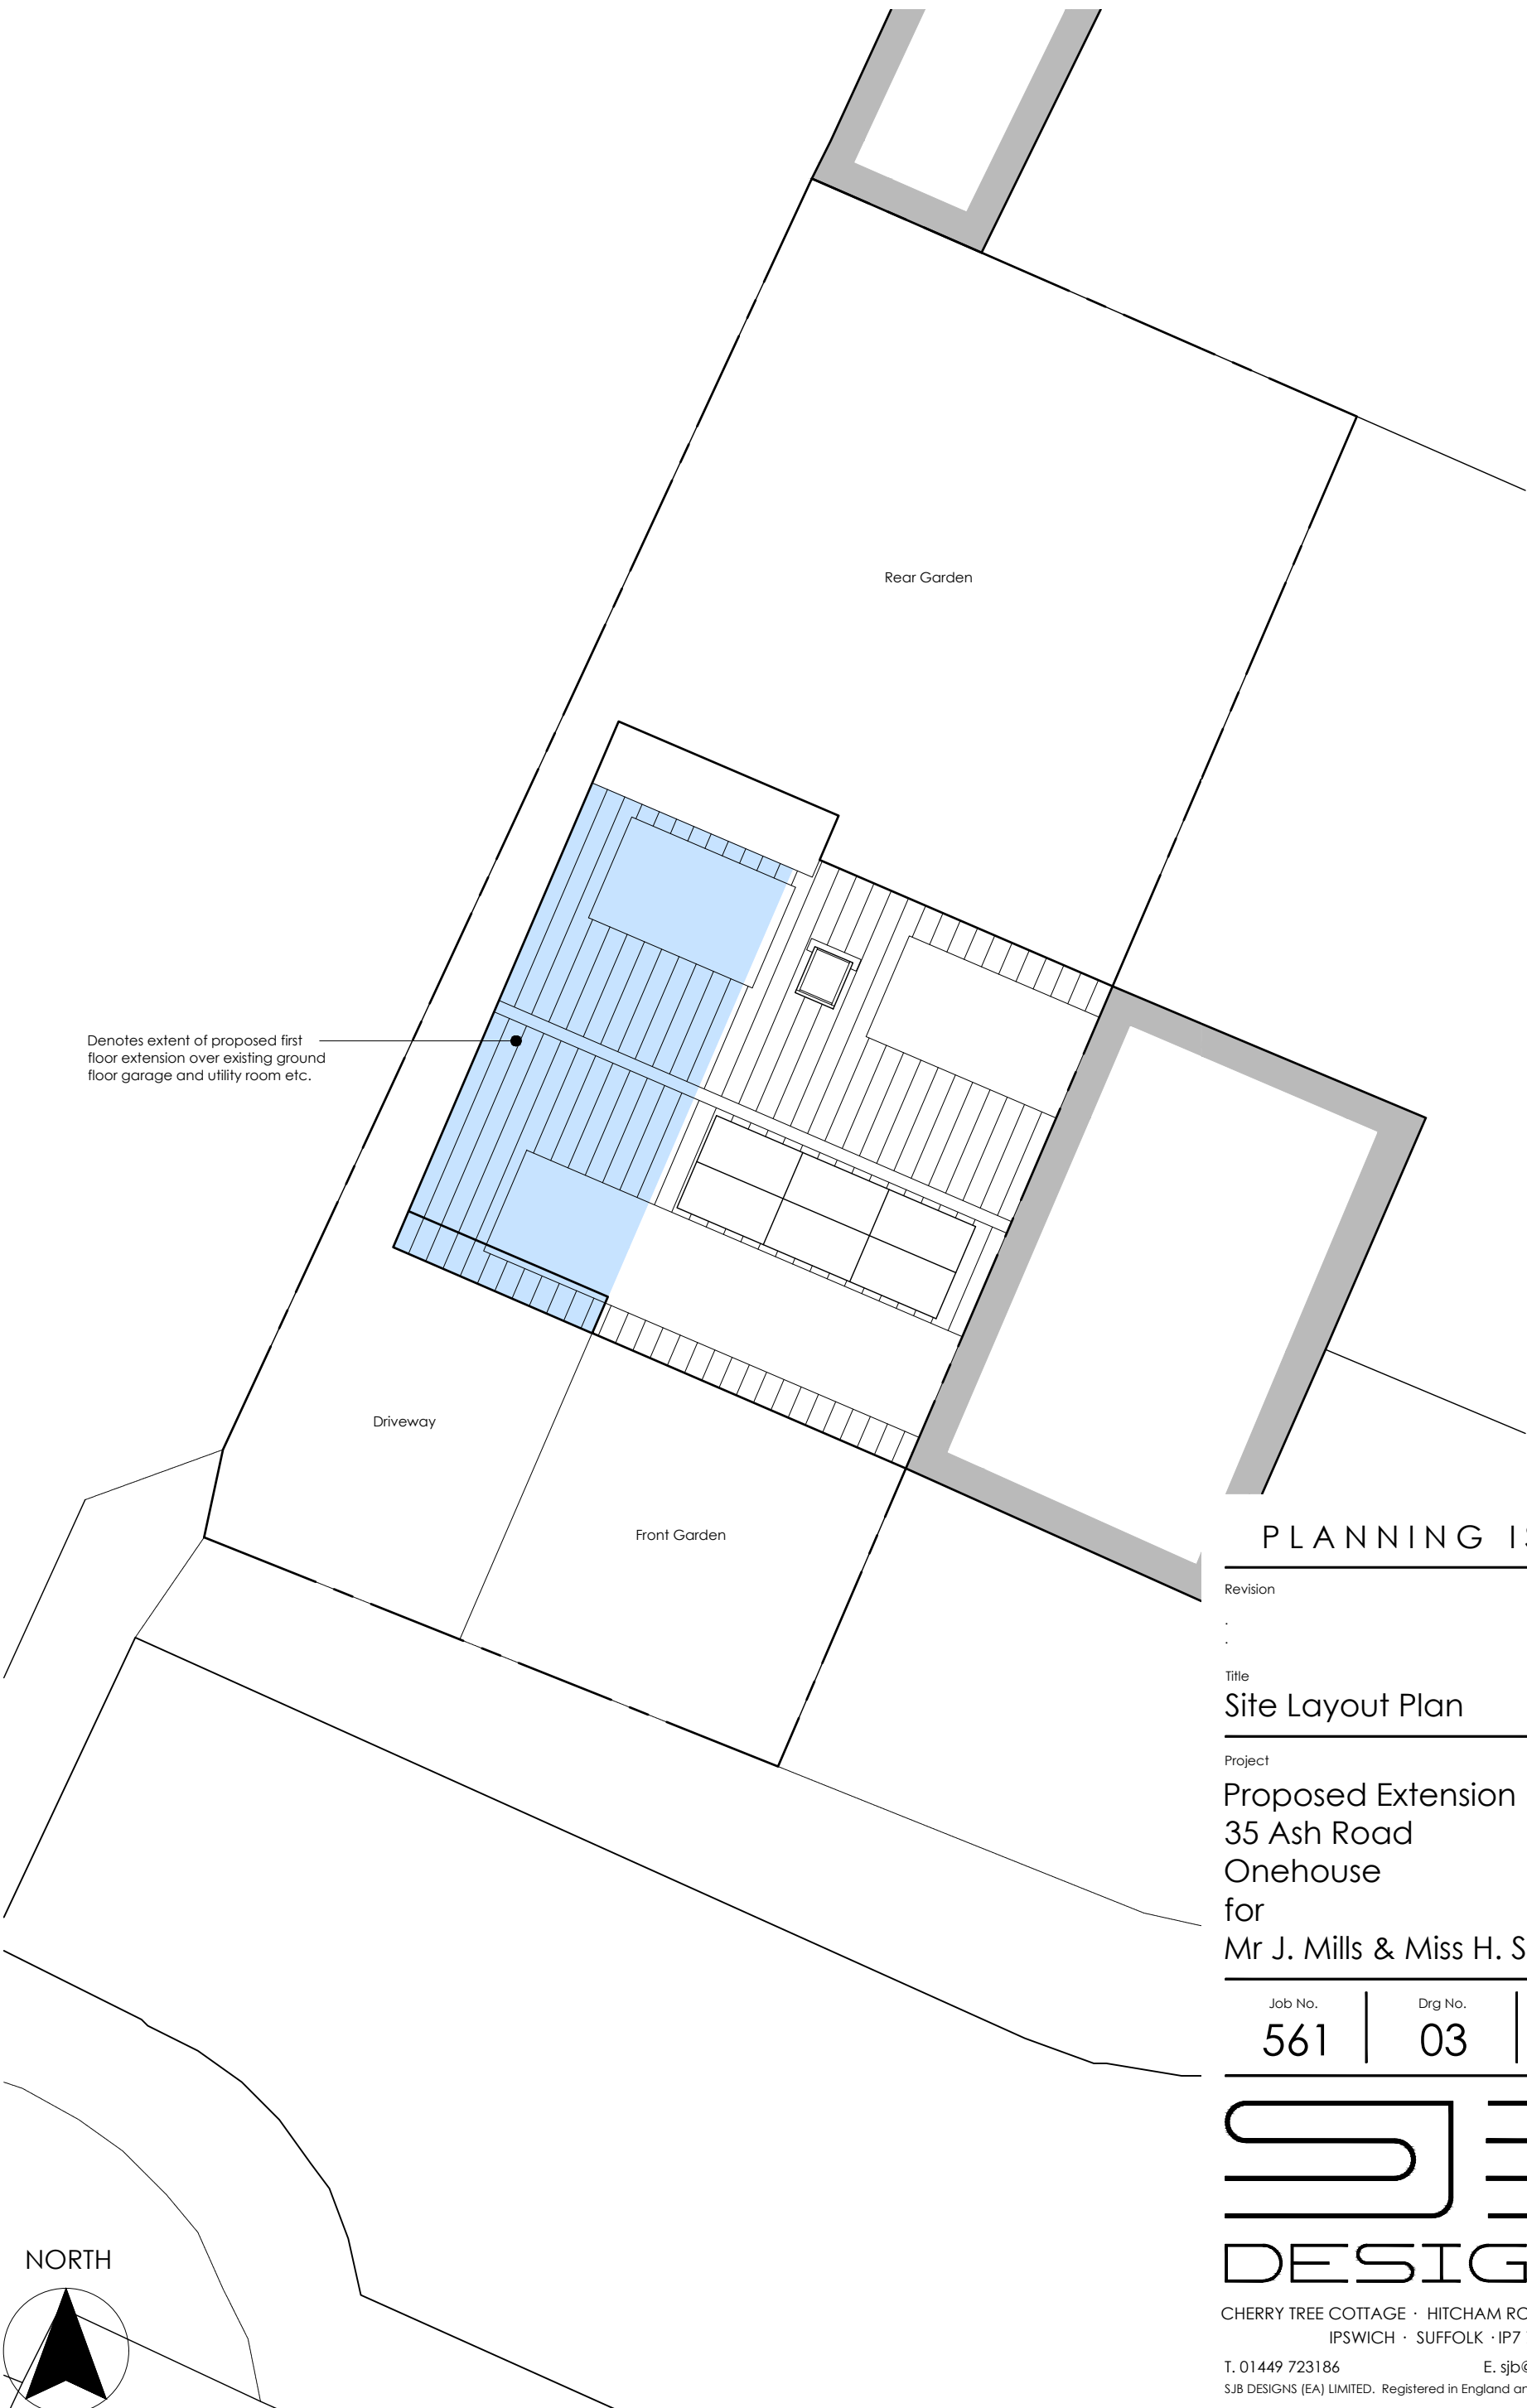 Rear Garden
Denotes extent of proposed first
floor extension over existing ground
floor garage and utility room etc.
Driveway
Front Garden
NORTH
PLANNING
Revision
.
.
Title
Site Layout Plan
Project
Proposed Extension
35 Ash Road
Onehouse
for
Mr J. Mills & Miss H. S
Job No.
Drg No.
561
03
SJ
DESIG
CHERRY TREE COTTAGE · HITCHAM RO
IPSWICH · SUFFOLK · IP7
T. 01449 723186
E. sjb@
SJB DESIGNS (EA) LIMITED. Registered in England an